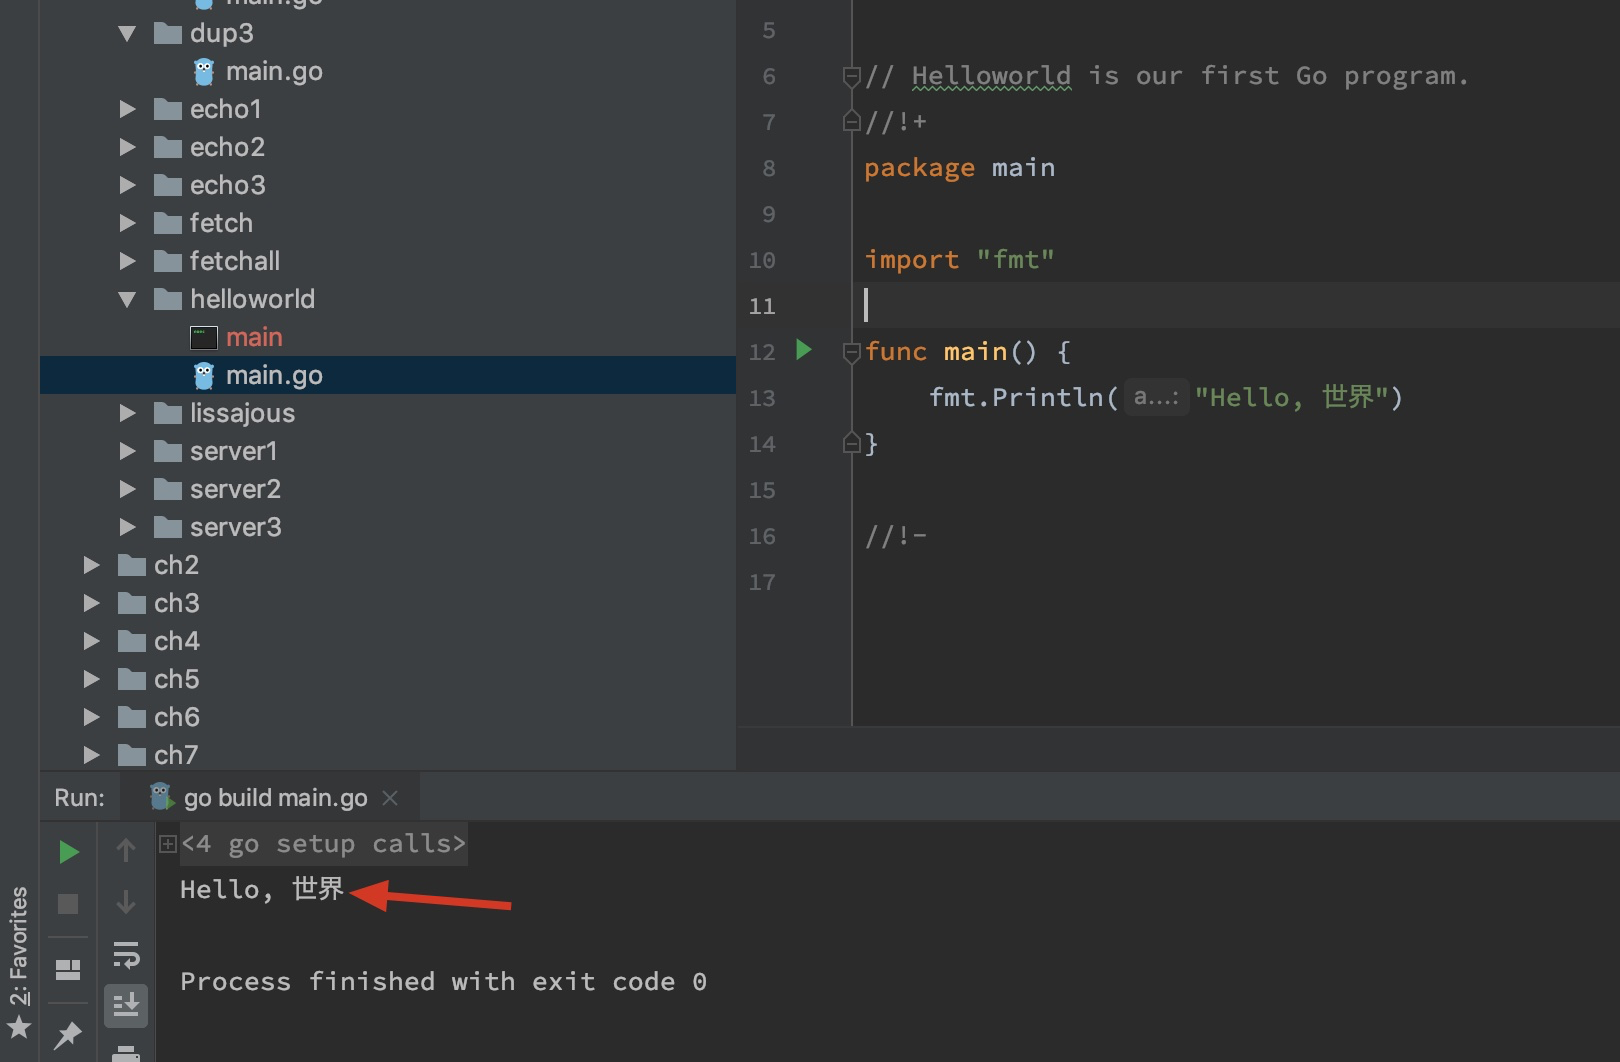 main.go
dup3
main.go
echo1
echo2
echo3
fetch
fetchall
helloworld
main
main.go
lissajous
server1
server2
server3
ch2
ch3
ch4
ch5
ch6
ch7
5
6 // Helloworld is our first Go program.
7 //!+
8 package main
9
10 import "fmt"
11
12 func main() {
13 fmt.Println( a...: "Hello, 世界")
14 }
15
16 //!-
17
Run: go build main.go
<4 go setup calls>
Hello, 世界
Process finished with exit code 0
2: Favorites